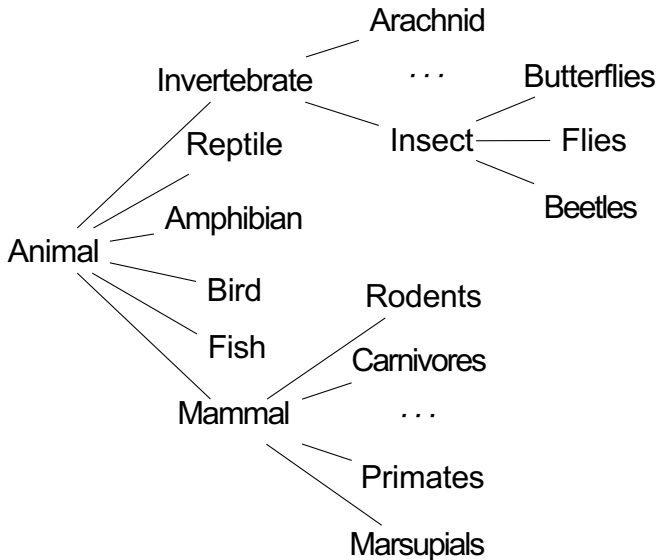 Arachnid
Invertebrate
...
Butterflies
Insect
Flies
Reptile
Beetles
Amphibian
Animal
Bird
Rodents
Fish
Carnivores
Mammal
...
Primates
Marsupials